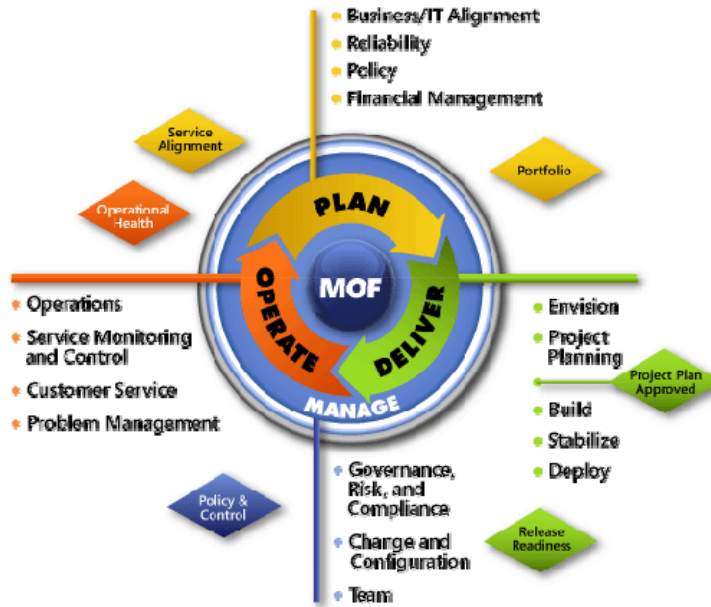 Business/IT Alignment
Reliability
Policy
Financial Management
Service
Alignment
Portfolio
Operational
Health
PLAN
MOF
OPERATE
DELIVER
MANAGE
Operations
Service Monitoring
and Control
Customer Service
Problem Management
Envision
Project
Planning
Project Plan
Approved
Build
Stabilize
Deploy
Policy &
Control
Governance,
Risk, and
Compliance
Change and
Configuration
Team
Release
Readiness